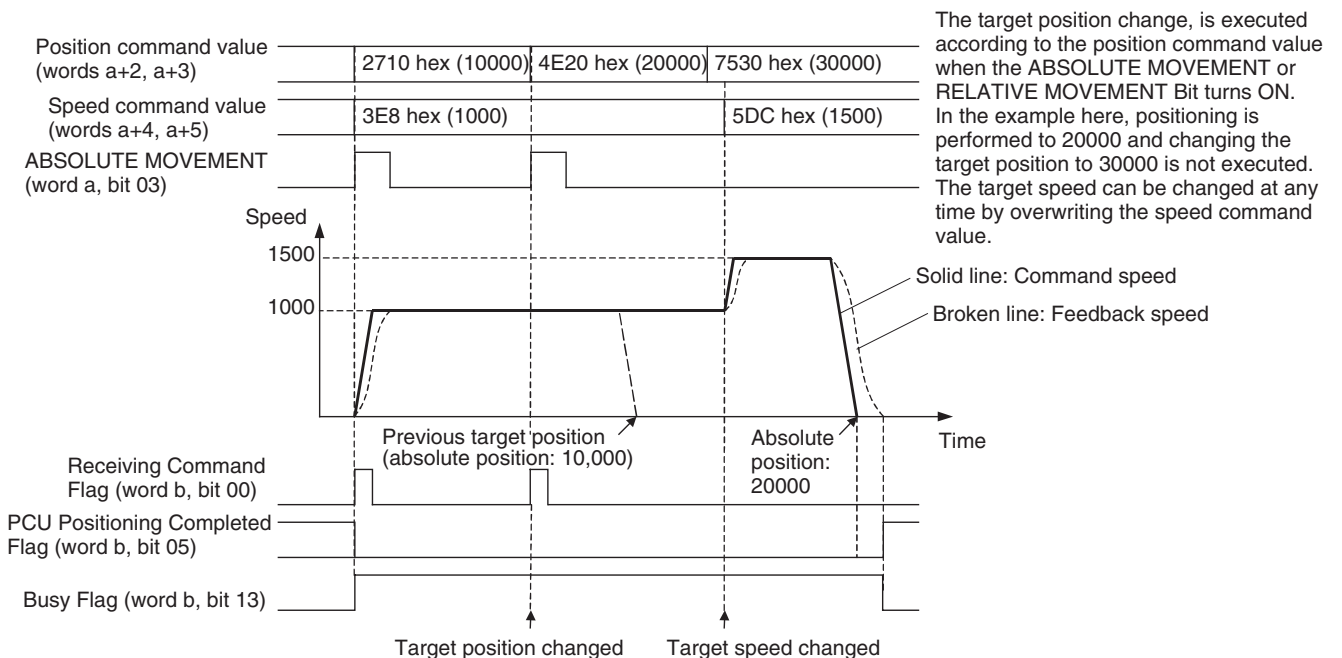 Position command value
(words a+2, a+3)
2710 hex (10000)
4E20 hex (20000)
7530 hex (30000)
Speed command value
(words a+4, a+5)
3E8 hex (1000)
5DC hex (1500)
ABSOLUTE MOVEMENT
(word a, bit 03)
The target position change, is executed
according to the position command value
when the ABSOLUTE MOVEMENT or
RELATIVE MOVEMENT Bit turns ON.
In the example here, positioning is
performed to 20000 and changing the
target position to 30000 is not executed.
The target speed can be changed at any
time by overwriting the speed command
value.
Speed
1500
1000
Solid line: Command speed
Broken line: Feedback speed
Time
Previous target position
(absolute position: 10,000)
Absolute
position:
20000
Receiving Command
Flag (word b, bit 00)
PCU Positioning Completed
Flag (word b, bit 05)
Busy Flag (word b, bit 13)
Target position changed
Target speed changed